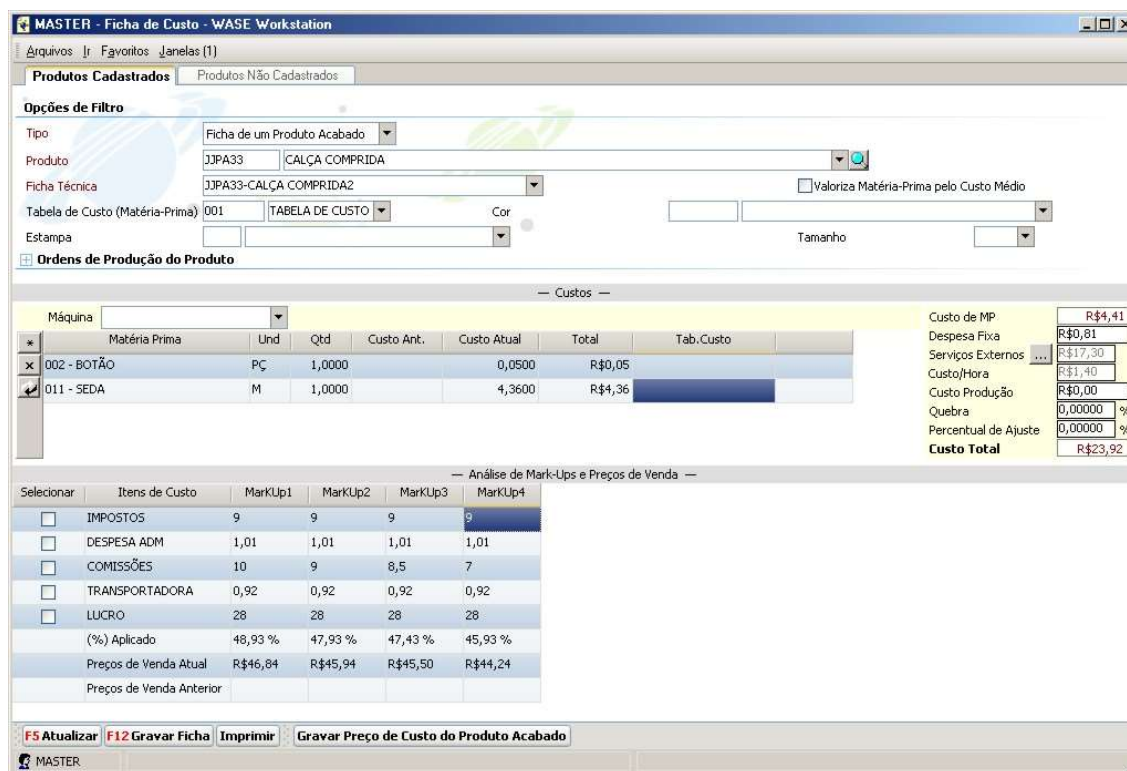 MASTER - Ficha de Custo - WASE Workstation
Arquivos Ir Favoritos Janelas (1)
Produtos Cadastrados Produtos Não Cadastrados
Opções de Filtro
Tipo Ficha de um Produto Acabado
Produto JJPA33 CALÇA COMPRIDA
Ficha Técnica JJPA33-CALÇA COMPRIDA2 Valoriza Matéria-Prima pelo Custo Médio
Tabela de Custo (Matéria-Prima) 001 TABELA DE CUSTO Cor
Estampa Tamanho
Ordens de Produção do Produto
— Custos —
Máquina Custo de MP R$4,41
* Matéria Prima Und Qtd Custo Ant. Custo Atual Total Tab.Custo Despesa Fixa R$0,81
002 - BOTÃO PÇ 1,0000 0,0500 R$0,05 Serviços Externos ... R$17,30
Custo/Hora R$1,40
011 - SEDA M 1,0000 4,3600 R$4,36 Custo Produção R$0,00
Quebra 0,00000 %
Percentual de Ajuste 0,00000 %
Custo Total R$23,92
— Análise de Mark-Ups e Preços de Venda —
Selecionar Itens de Custo MarKUp1 MarKUp2 MarKUp3 MarKUp4
IMPOSTOS 9 9 9 9
DESPESA ADM 1,01 1,01 1,01 1,01
COMISSÕES 10 9 8,5 7
TRANSPORTADORA 0,92 0,92 0,92 0,92
LUCRO 28 28 28 28
(%) Aplicado 48,93 % 47,93 % 47,43 % 45,93 %
Preços de Venda Atual R$46,84 R$45,94 R$45,50 R$44,24
Preços de Venda Anterior
F5 Atualizar F12 Gravar Ficha Imprimir Gravar Preço de Custo do Produto Acabado
MASTER